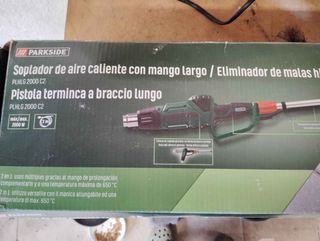 PARKSIDE
Soplador de aire caliente con mango largo / Eliminador de malas hi
PLHLG 2000 C2
Pistola termica a braccio lungo
PLHLG 2000 C2
máx/max.
2000 W
2 en 1: usos múltiples gracias al mango de prolongación
complementario y a una temperatura máxima de 650 °C
2 in 1: utilizzo versatile con il manico allungabile ed una
temperatura di max. 650 °C